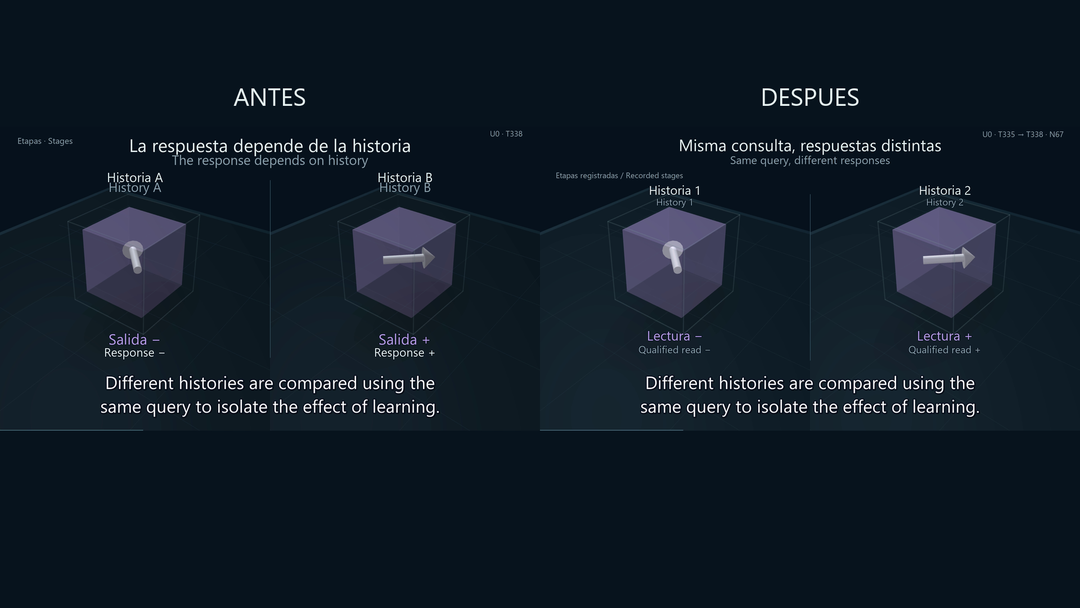 ANTES
Etapas · Stages
U0 · T338
La respuesta depende de la historia
The response depends on history
Historia A
History A
Historia B
History B
Salida −
Response −
Salida +
Response +
Different histories are compared using the
same query to isolate the effect of learning.
DESPUES
U0 · T335 → T338 · N67
Misma consulta, respuestas distintas
Same query, different responses
Etapas registradas / Recorded stages
Historia 1
History 1
Historia 2
History 2
Lectura −
Qualified read −
Lectura +
Qualified read +
Different histories are compared using the
same query to isolate the effect of learning.